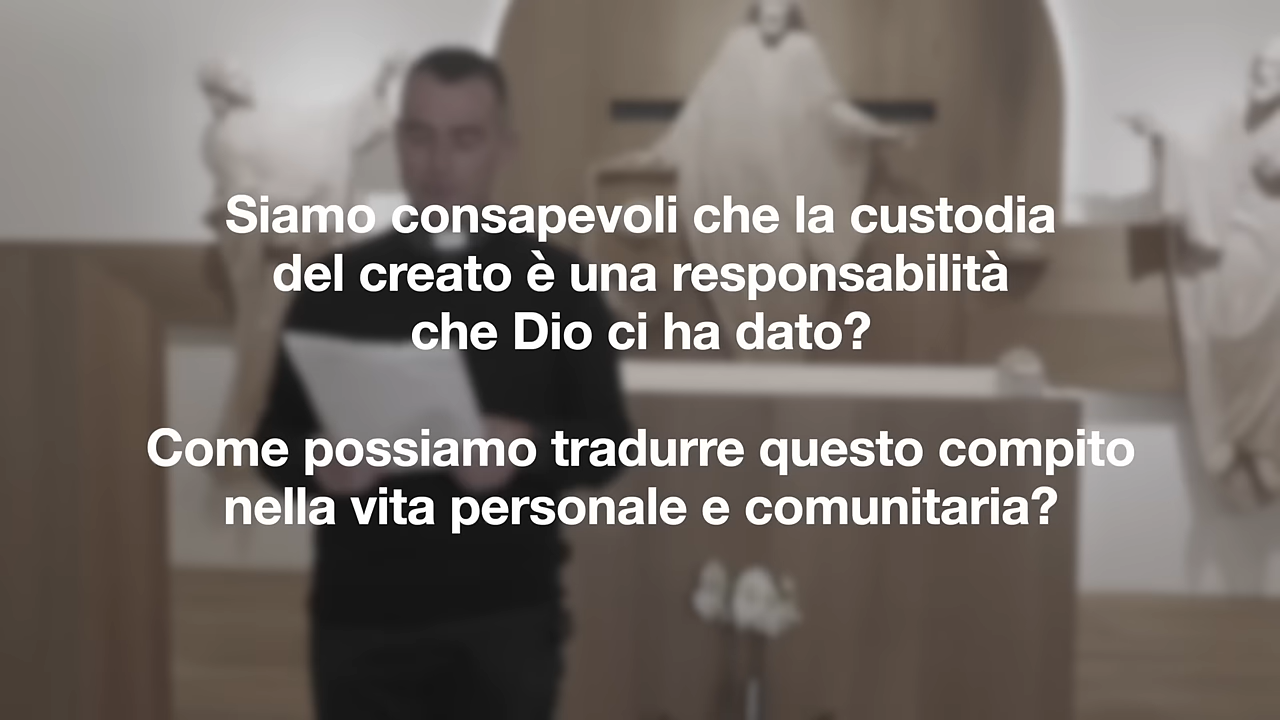 Siamo consapevoli che la custodia
del creato è una responsabilità
che Dio ci ha dato?
Come possiamo tradurre questo compito
nella vita personale e comunitaria?